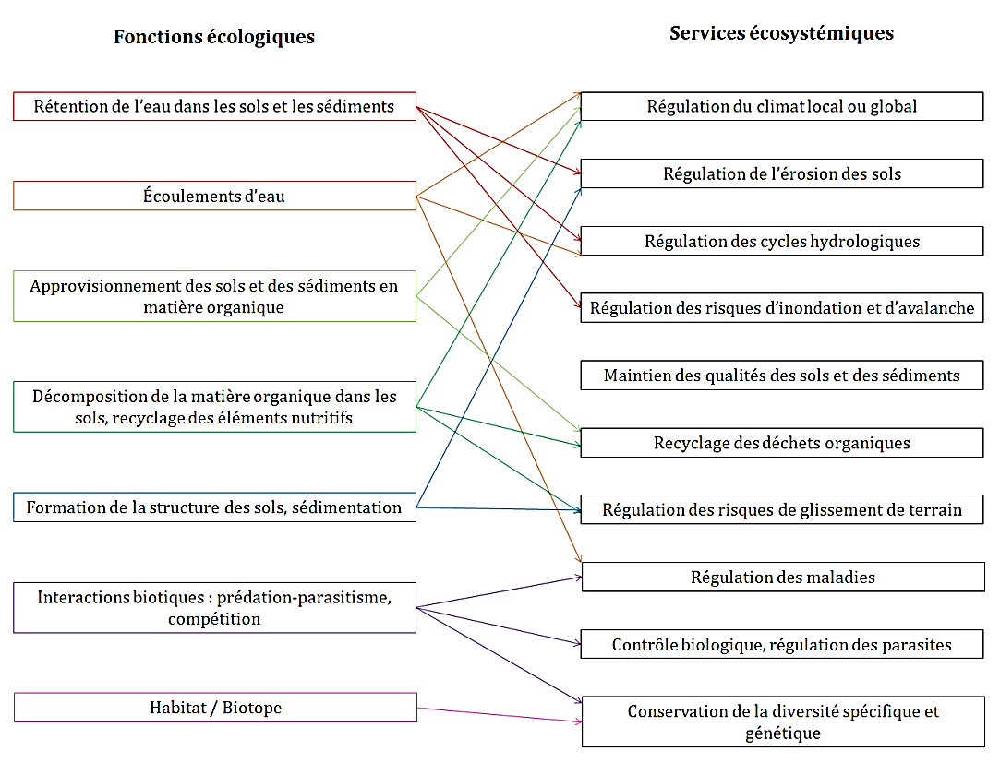 Fonctions écologiques
Rétention de l'eau dans les sols et les sédiments
Écoulements d'eau
Approvisionnement des sols et des sédiments en
matière organique
Décomposition de la matière organique dans les
sols, recyclage des éléments nutritifs
Formation de la structure des sols, sédimentation
Interactions biotiques : prédation-parasitisme,
compétition
Habitat / Biotope
Services écosystémiques
Régulation du climat local ou global
Régulation de l'érosion des sols
Régulation des cycles hydrologiques
Régulation des risques d'inondation et d'avalanche
Maintien des qualités des sols et des sédiments
Recyclage des déchets organiques
Régulation des risques de glissement de terrain
Régulation des maladies
Contrôle biologique, régulation des parasites
Conservation de la diversité spécifique et
génétique